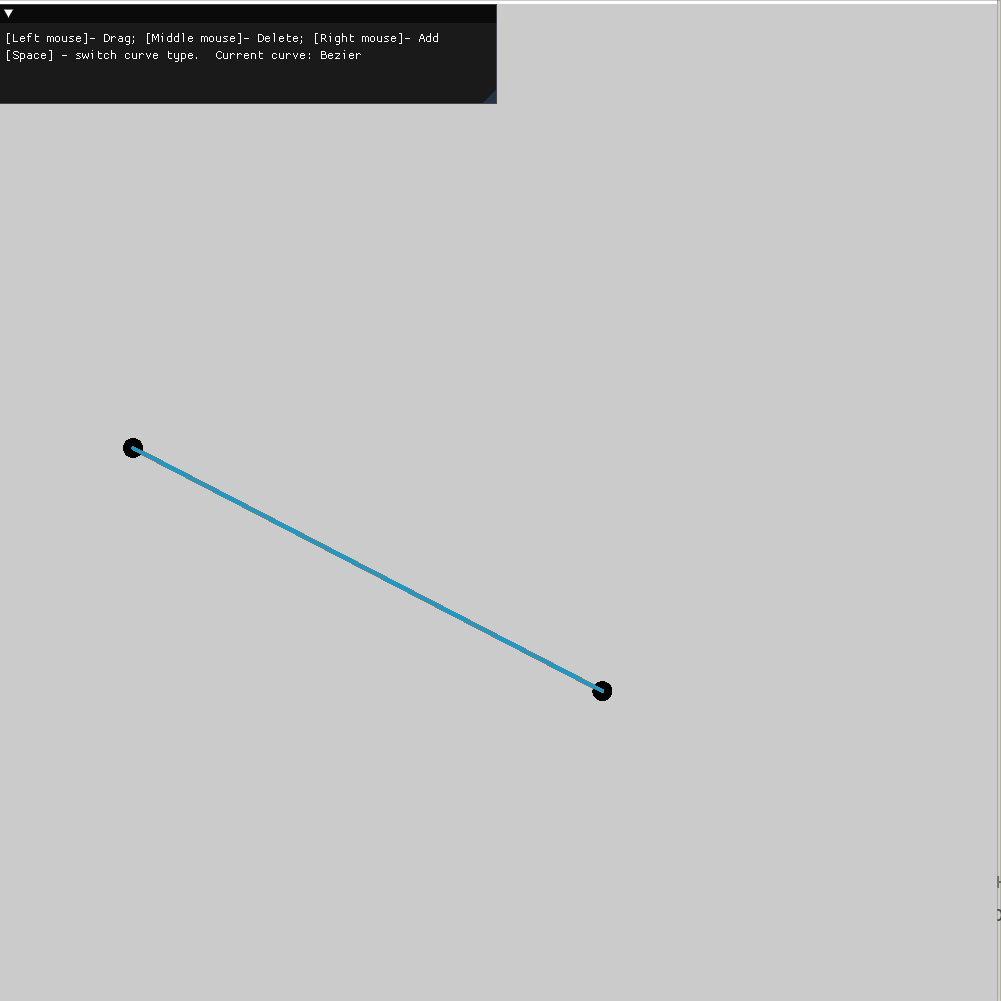 [Left mouse]- Drag; [Middle mouse]- Delete; [Right mouse]- Add
[Space] - switch curve type.  Current curve: Bezier